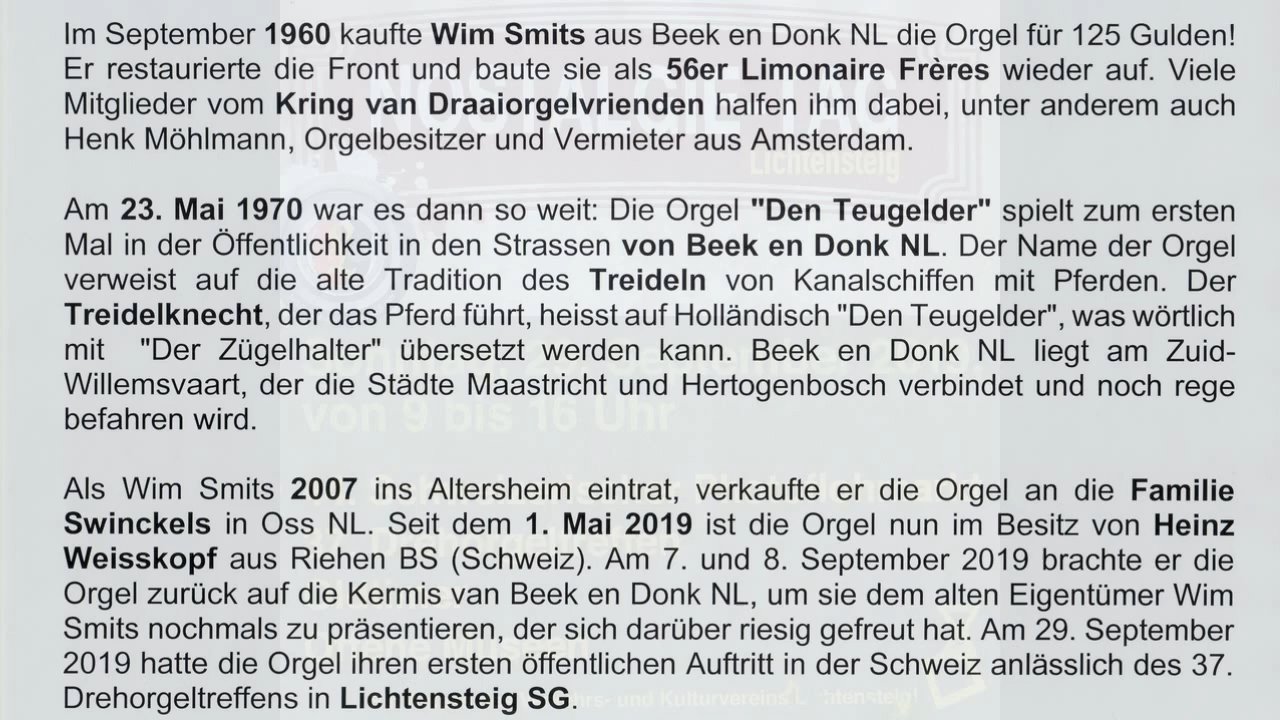 Im September 1960 kaufte Wim Smits aus Beek en Donk NL die Orgel für 125 Gulden!
Er restaurierte die Front und baute sie als 56er Limonaire Frères wieder auf. Viele
Mitglieder vom Kring van Draaiorgelvrienden halfen ihm dabei, unter anderem auch
Henk Möhlmann, Orgelbesitzer und Vermieter aus Amsterdam.
Am 23. Mai 1970 war es dann so weit: Die Orgel "Den Teugelder" spielt zum ersten
Mal in der Öffentlichkeit in den Strassen von Beek en Donk NL. Der Name der Orgel
verweist auf die alte Tradition des Treideln von Kanalschiffen mit Pferden. Der
Treidelknecht, der das Pferd führt, heisst auf Holländisch "Den Teugelder", was wörtlich
mit "Der Zügelhalter" übersetzt werden kann. Beek en Donk NL liegt am Zuid-
Willemsvaart, der die Städte Maastricht und Hertogenbosch verbindet und noch rege
befahren wird.
Als Wim Smits 2007 ins Altersheim eintrat, verkaufte er die Orgel an die Familie
Swinckels in Oss NL. Seit dem 1. Mai 2019 ist die Orgel nun im Besitz von Heinz
Weisskopf aus Riehen BS (Schweiz). Am 7. und 8. September 2019 brachte er die
Orgel zurück auf die Kermis van Beek en Donk NL, um sie dem alten Eigentümer Wim
Smits nochmals zu präsentieren, der sich darüber riesig gefreut hat. Am 29. September
2019 hatte die Orgel ihren ersten öffentlichen Auftritt in der Schweiz anlässlich des 37.
Drehorgeltreffens in Lichtensteig SG.
NOSTALGIE TAG
Lichtensteig
von 9 bis 16 Uhr